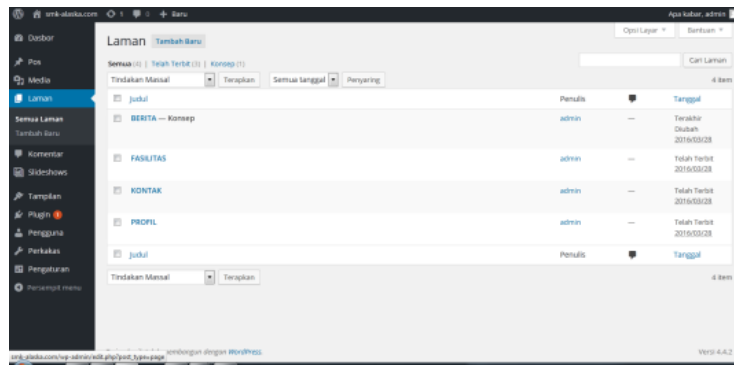 smk-alaska.com 1 0 + Baru Apa kabar, admin
Opsi Layar Bantuan
Dasbor
Pos
Media
Laman
Semua Laman
Tambah Baru
Komentar
Slideshows
Tampilan
Plugin 1
Pengguna
Perkakas
Pengaturan
Persempit menu
Laman Tambah Baru
Semua (4) | Telah Terbit (3) | Konsep (1)
Cari Laman
Tindakan Massal Terapkan Semua tanggal Penyaring 4 item
Judul Penulis Tanggal
BERITA — Konsep admin — Terakhir
Diubah
2016/03/28
FASILITAS admin — Telah Terbit
2016/03/28
KONTAK admin — Telah Terbit
2016/03/28
PROFIL admin — Telah Terbit
2016/03/28
Judul Penulis Tanggal
Tindakan Massal Terapkan 4 item
dengan WordPress. Versi 4.4.2
smk-alaska.com/wp-admin/edit.php?post_type=page